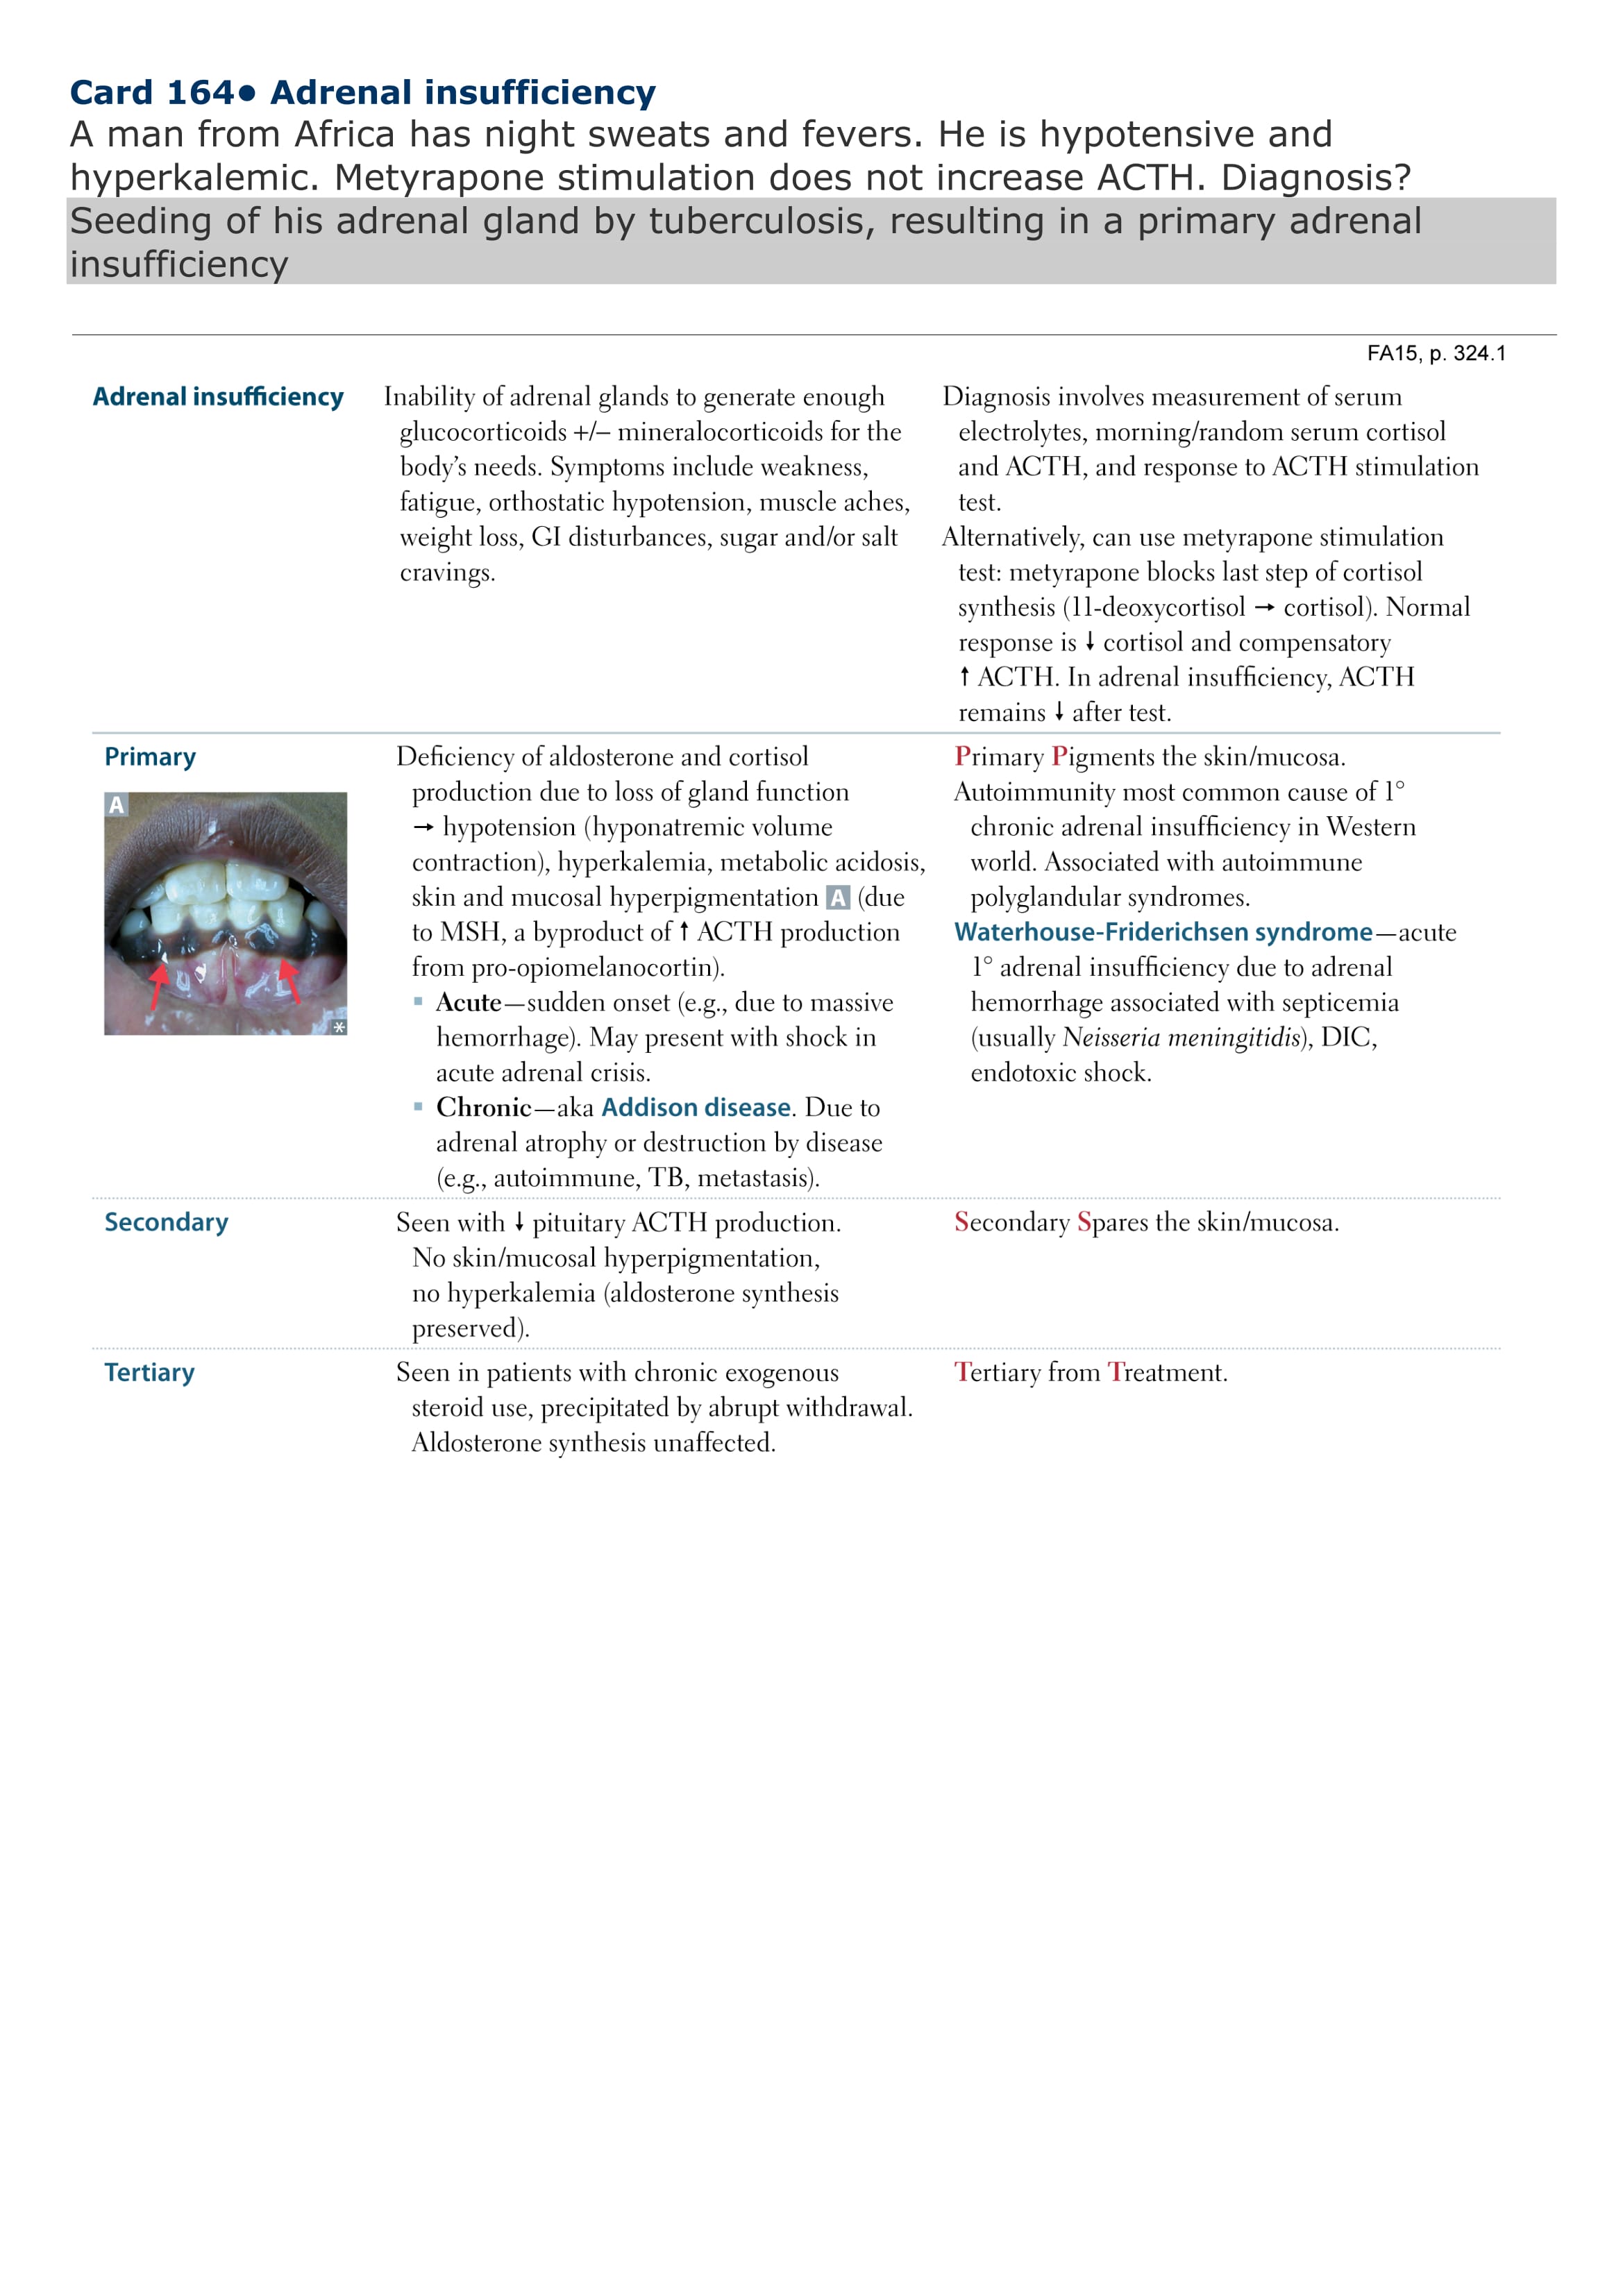 Card 164• Adrenal insufficiency
A man from Africa has night sweats and fevers. He is hypotensive and
hyperkalemic. Metyrapone stimulation does not increase ACTH. Diagnosis?
Seeding of his adrenal gland by tuberculosis, resulting in a primary adrenal
insufficiency
FA15, p. 324.1
Adrenal insufficiency
Inability of adrenal glands to generate enough
glucocorticoids +/− mineralocorticoids for the
body’s needs. Symptoms include weakness,
fatigue, orthostatic hypotension, muscle aches,
weight loss, GI disturbances, sugar and/or salt
cravings.
Diagnosis involves measurement of serum
electrolytes, morning/random serum cortisol
and ACTH, and response to ACTH stimulation
test.
Alternatively, can use metyrapone stimulation
test: metyrapone blocks last step of cortisol
synthesis (11-deoxycortisol → cortisol). Normal
response is ↓ cortisol and compensatory
↑ ACTH. In adrenal insufficiency, ACTH
remains ↓ after test.
Primary
A
*
Deficiency of aldosterone and cortisol
production due to loss of gland function
→ hypotension (hyponatremic volume
contraction), hyperkalemia, metabolic acidosis,
skin and mucosal hyperpigmentation A (due
to MSH, a byproduct of ↑ ACTH production
from pro-opiomelanocortin).
▪ Acute—sudden onset (e.g., due to massive
hemorrhage). May present with shock in
acute adrenal crisis.
▪ Chronic—aka Addison disease. Due to
adrenal atrophy or destruction by disease
(e.g., autoimmune, TB, metastasis).
Primary Pigments the skin/mucosa.
Autoimmunity most common cause of 1°
chronic adrenal insufficiency in Western
world. Associated with autoimmune
polyglandular syndromes.
Waterhouse-Friderichsen syndrome—acute
1° adrenal insufficiency due to adrenal
hemorrhage associated with septicemia
(usually Neisseria meningitidis), DIC,
endotoxic shock.
Secondary
Seen with ↓ pituitary ACTH production.
No skin/mucosal hyperpigmentation,
no hyperkalemia (aldosterone synthesis
preserved).
Secondary Spares the skin/mucosa.
Tertiary
Seen in patients with chronic exogenous
steroid use, precipitated by abrupt withdrawal.
Aldosterone synthesis unaffected.
Tertiary from Treatment.